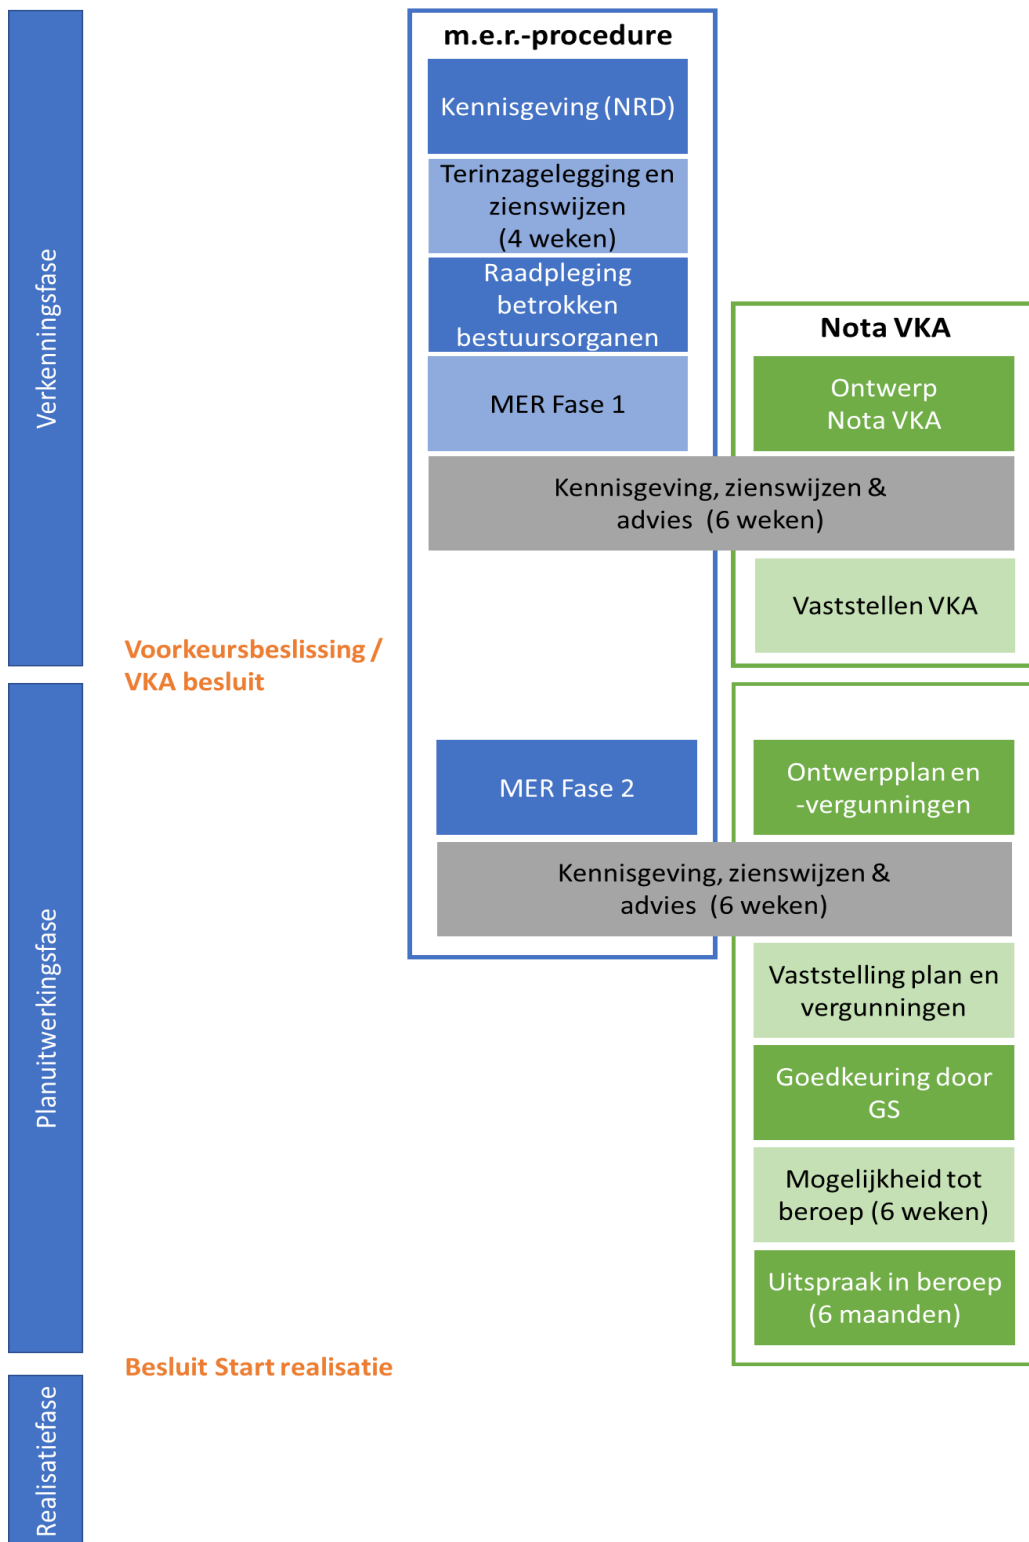 Verkenningsfase
m.e.r.-procedure
Kennisgeving (NRD)
Terinzagelegging en
zienswijzen
(4 weken)
Raadpleging
betrokken
bestuursorganen
MER Fase 1
Nota VKA
Ontwerp
Nota VKA
Kennisgeving, zienswijzen &
advies (6 weken)
Vaststellen VKA
Voorkeursbeslissing /
VKA besluit
Planuitwerkingsfase
MER Fase 2
Ontwerpplan en
-vergunningen
Kennisgeving, zienswijzen &
advies (6 weken)
Vaststelling plan en
vergunningen
Goedkeuring door
GS
Mogelijkheid tot
beroep (6 weken)
Uitspraak in beroep
(6 maanden)
Besluit Start realisatie
Realisatiefase